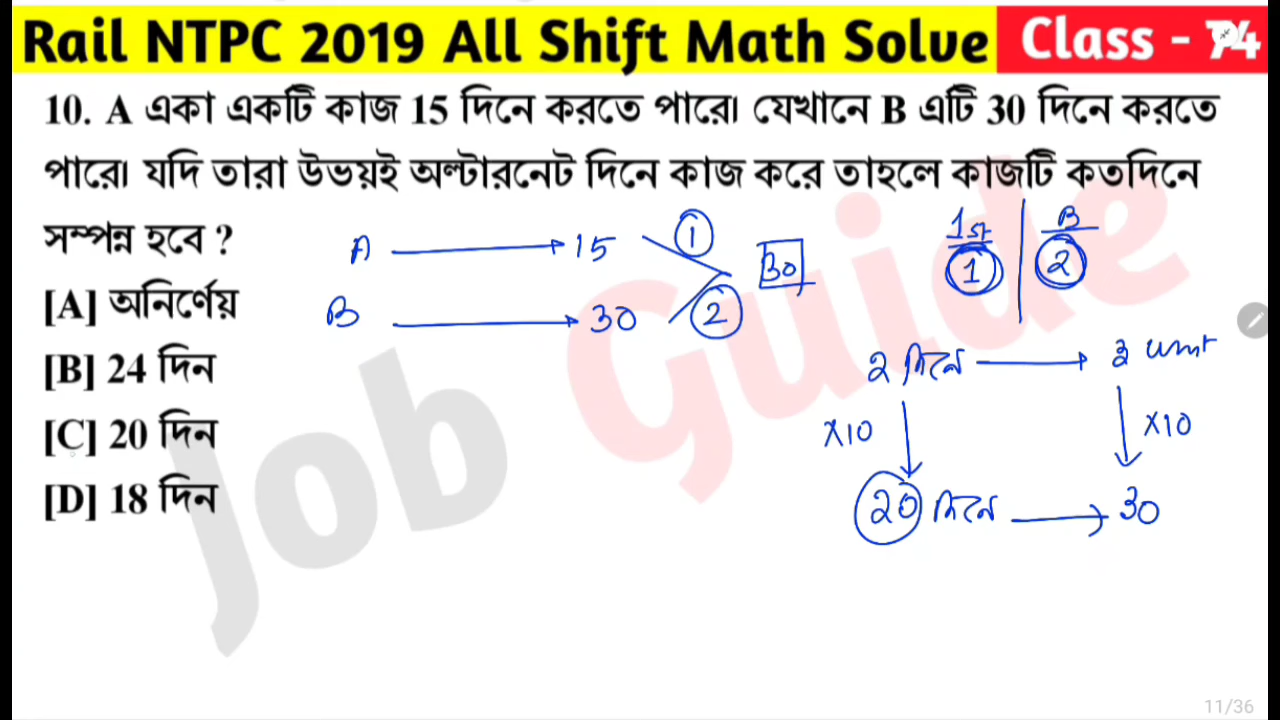 Rail NTPC 2019 All Shift Math Solve Class - 74
10. A একা একটি কাজ 15 দিনে করতে পারে। যেখানে B এটি 30 দিনে করতে
পারে। যদি তারা উভয়ই অল্টারনেট দিনে কাজ করে তাহলে কাজটি কতদিনে
সম্পন্ন হবে ?
[A] অনির্ণেয়
[B] 24 দিন
[C] 20 দিন
[D] 18 দিন
A 15 1
B 30 2
30
1st B
1 2
2 দিনে 3 unit
X10 X10
20 দিনে 30
Job Guide
11/36